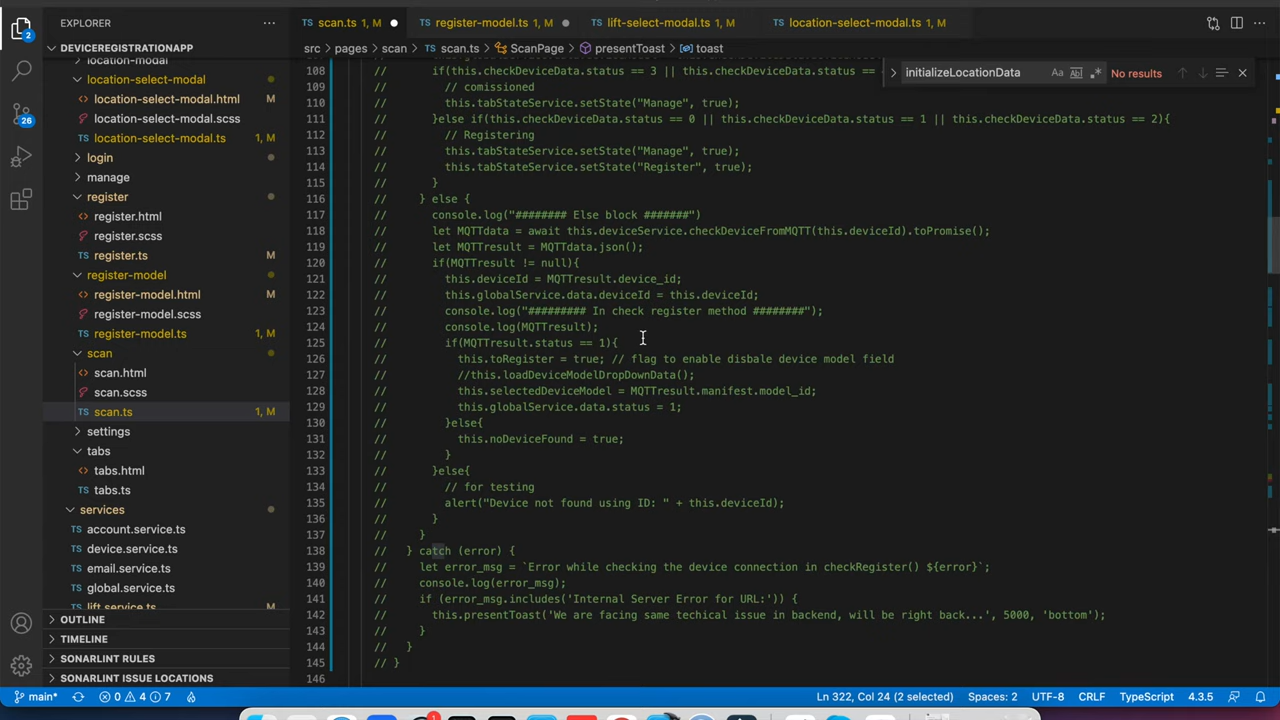 scan.ts 1, M
register-model.ts 1, M
lift-select-modal.ts 1, M
location-select-modal.ts 1, M
EXPLORER
src > pages > scan > scan.ts > ScanPage > presentToast > toast
initializeLocationData
Aa
No results
DEVICEREGISTRATIONAPP
location-modal
location-select-modal
location-select-modal.html M
location-select-modal.scss
location-select-modal.ts 1, M
login
manage
register
register.html
register.scss
register.ts
register-model
register-model.html M
register-model.scss
register-model.ts 1, M
scan
scan.html
scan.scss
scan.ts 1, M
settings
tabs
tabs.html
tabs.ts
services
account.service.ts
device.service.ts
email.service.ts
global.service.ts
lift.service.ts
OUTLINE
TIMELINE
SONARLINT RULES
SONARLINT ISSUE LOCATIONS
2
26
108 // if(this.checkDeviceData.status == 3 || this.checkDeviceData.status ==
109 // // comissioned
110 // this.tabStateService.setState("Manage", true);
111 // }else if(this.checkDeviceData.status == 0 || this.checkDeviceData.status == 1 || this.checkDeviceData.status == 2){
112 // // Registering
113 // this.tabStateService.setState("Manage", true);
114 // this.tabStateService.setState("Register", true);
115 // }
116 // } else {
117 // console.log("######## Else block #######")
118 // let MQTTdata = await this.deviceService.checkDeviceFromMQTT(this.deviceId).toPromise();
119 // let MQTTresult = MQTTdata.json();
120 // if(MQTTresult != null){
121 // this.deviceId = MQTTresult.device_id;
122 // this.globalService.data.deviceId = this.deviceId;
123 // console.log("######### In check register method ########");
124 // console.log(MQTTresult);
125 // if(MQTTresult.status == 1){
126 // this.toRegister = true; // flag to enable disbale device model field
127 // //this.loadDeviceModelDropDownData();
128 // this.selectedDeviceModel = MQTTresult.manifest.model_id;
129 // this.globalService.data.status = 1;
130 // }else{
131 // this.noDeviceFound = true;
132 // }
133 // }else{
134 // // for testing
135 // alert("Device not found using ID: " + this.deviceId);
136 // }
137 // }
138 // } catch (error) {
139 // let error_msg = `Error while checking the device connection in checkRegister() ${error}`;
140 // console.log(error_msg);
141 // if (error_msg.includes('Internal Server Error for URL:')) {
142 // this.presentToast('We are facing same techical issue in backend, will be right back...', 5000, 'bottom');
143 // }
144 // }
145 // }
146
main* 0 4 7
Ln 322, Col 24 (2 selected) Spaces: 2 UTF-8 CRLF TypeScript 4.3.5